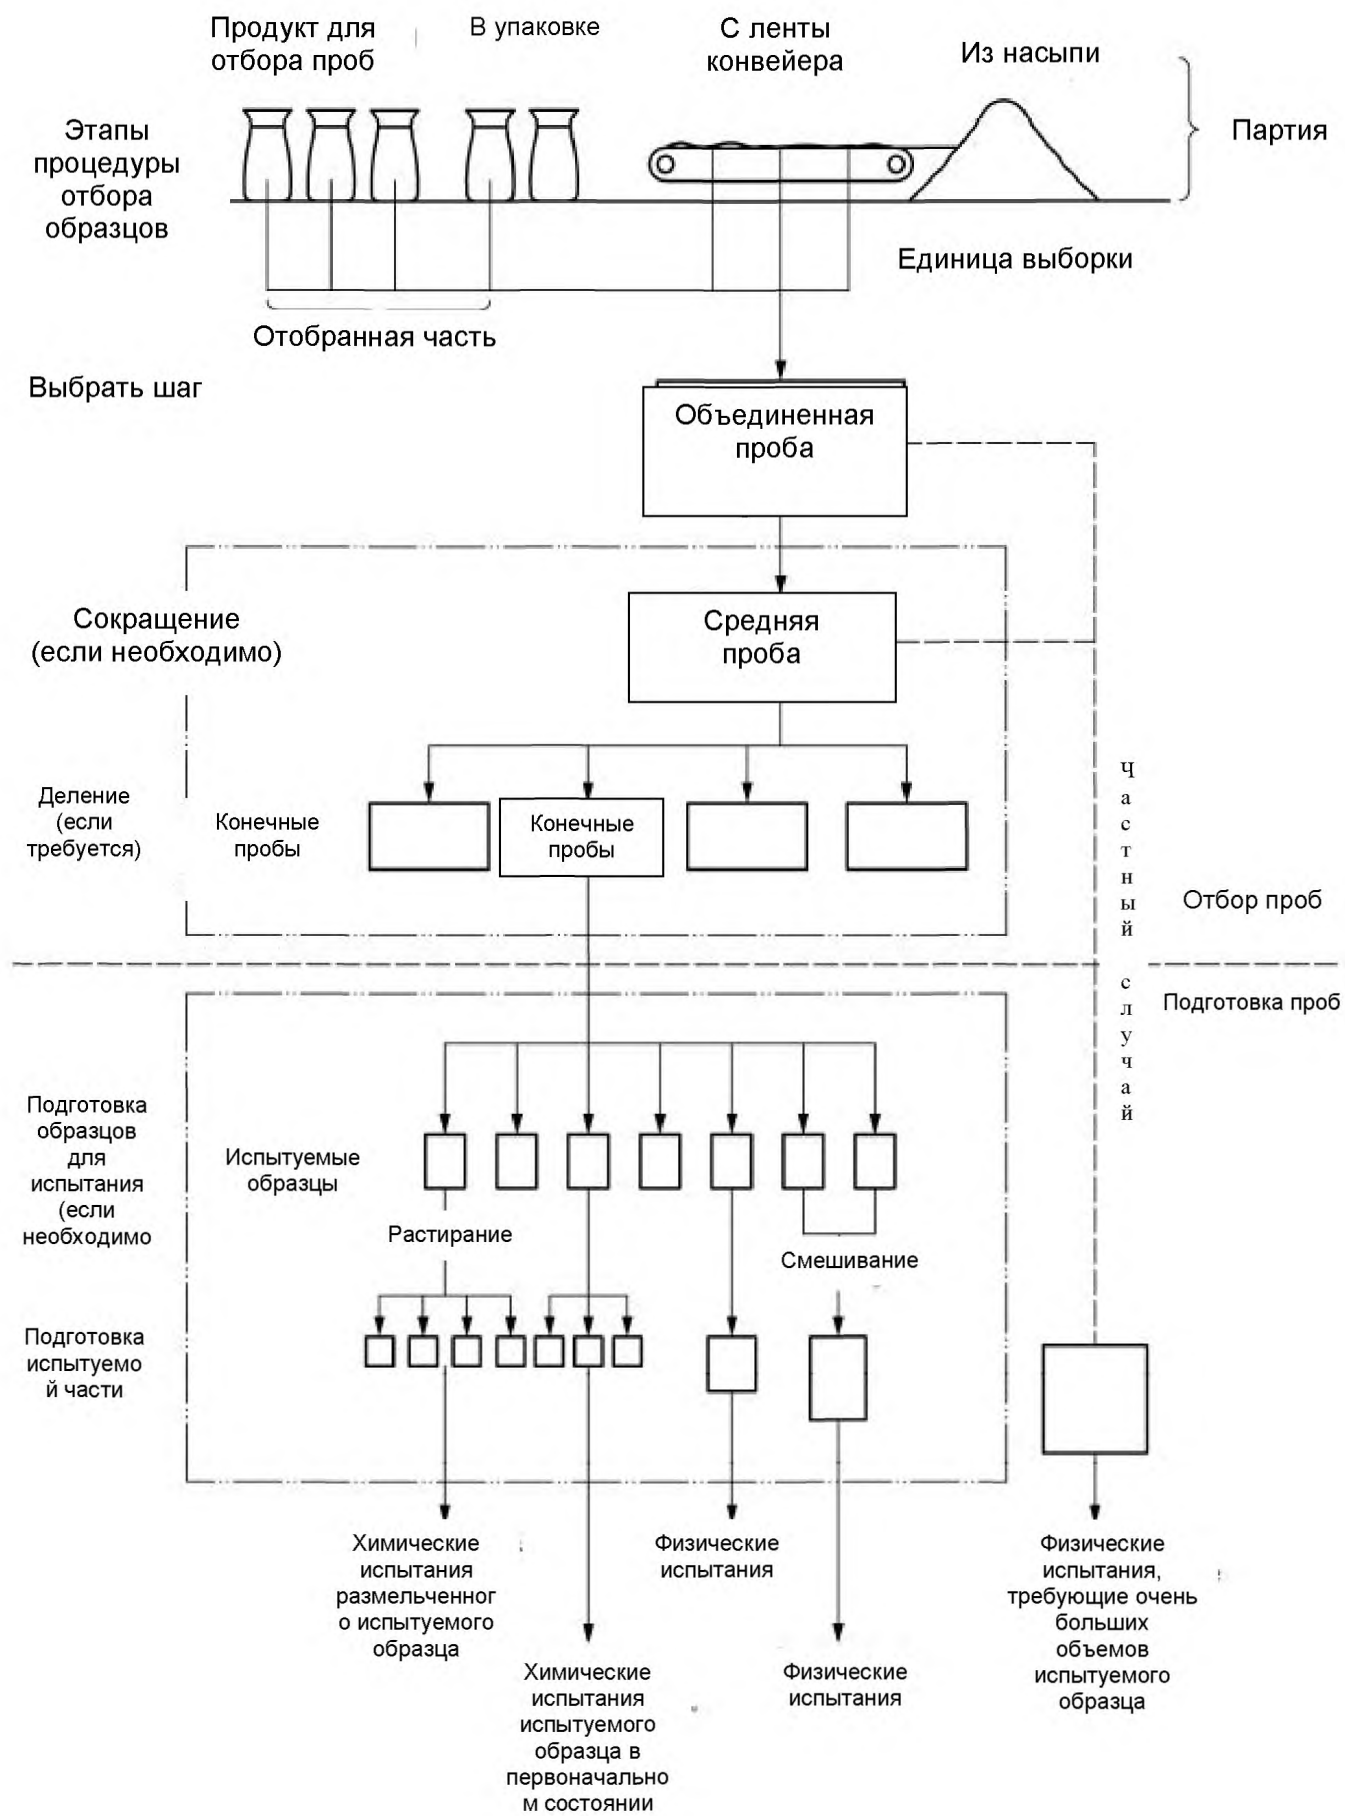 Продукт для
отбора проб
В упаковке
С ленты
конвейера
Из насыпи
Партия
Этапы
процедуры
отбора
образцов
Единица выборки
Отобранная часть
Выбрать шаг
Объединенная
проба
Сокращение
(если необходимо)
Средняя
проба
Деление
(если
требуется)
Конечные
пробы
Конечные
пробы
Частный
случай
Отбор проб
Подготовка проб
Подготовка
образцов
для
испытания
(если
необходимо
Испытуемые
образцы
Растирание
Смешивание
Подготовка
испытуемо
й части
Химические
испытания
размельченног
о испытуемого
образца
Химические
испытания
испытуемого
образца в
первоначально
м состоянии
Физические
испытания
Физические
испытания
Физические
испытания,
требующие очень
больших
объемов
испытуемого
образца